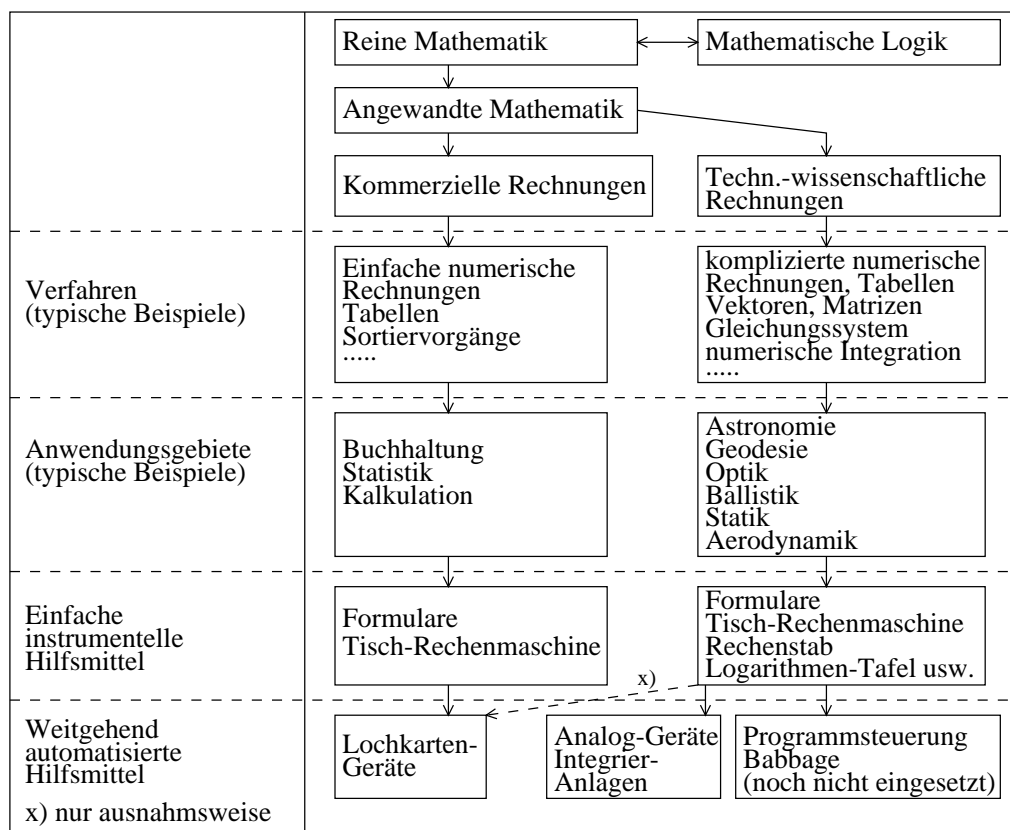 Reine Mathematik
Mathematische Logik
Angewandte Mathematik
Kommerzielle Rechnungen
Techn.-wissenschaftliche
Rechnungen
Verfahren
(typische Beispiele)
Einfache numerische
Rechnungen
Tabellen
Sortiervorgänge
.....
komplizierte numerische
Rechnungen, Tabellen
Vektoren, Matrizen
Gleichungssystem
numerische Integration
.....
Anwendungsgebiete
(typische Beispiele)
Buchhaltung
Statistik
Kalkulation
Astronomie
Geodesie
Optik
Ballistik
Statik
Aerodynamik
Einfache
instrumentelle
Hilfsmittel
Formulare
Tisch-Rechenmaschine
Formulare
Tisch-Rechenmaschine
Rechenstab
Logarithmen-Tafel usw.
x)
Weitgehend
automatisierte
Hilfsmittel
x) nur ausnahmsweise
Lochkarten-
Geräte
Analog-Geräte
Integrier-
Anlagen
Programmsteuerung
Babbage
(noch nicht eingesetzt)